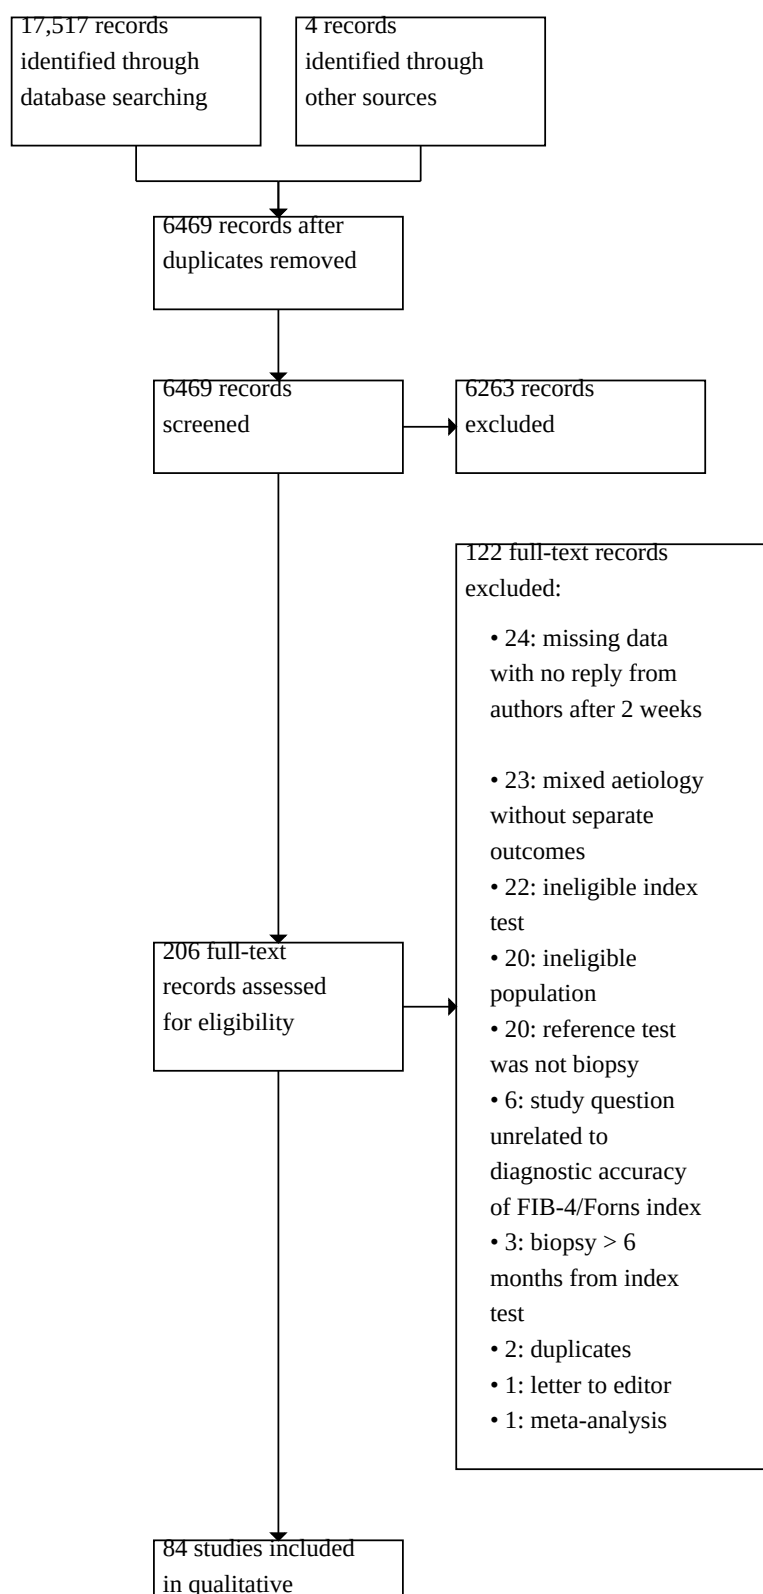 17,517 records
identified through
database searching
4 records
identified through
other sources
6469 records after
duplicates removed
6469 records
screened
6263 records
excluded
122 full-text records
excluded:
• 24: missing data
with no reply from
authors after 2 weeks
• 23: mixed aetiology
without separate
outcomes
• 22: ineligible index
test
• 20: ineligible
population
• 20: reference test
was not biopsy
• 6: study question
unrelated to
diagnostic accuracy
of FIB-4/Forns index
• 3: biopsy > 6
months from index
test
• 2: duplicates
• 1: letter to editor
• 1: meta-analysis
206 full-text
records assessed
for eligibility
84 studies included
in qualitative